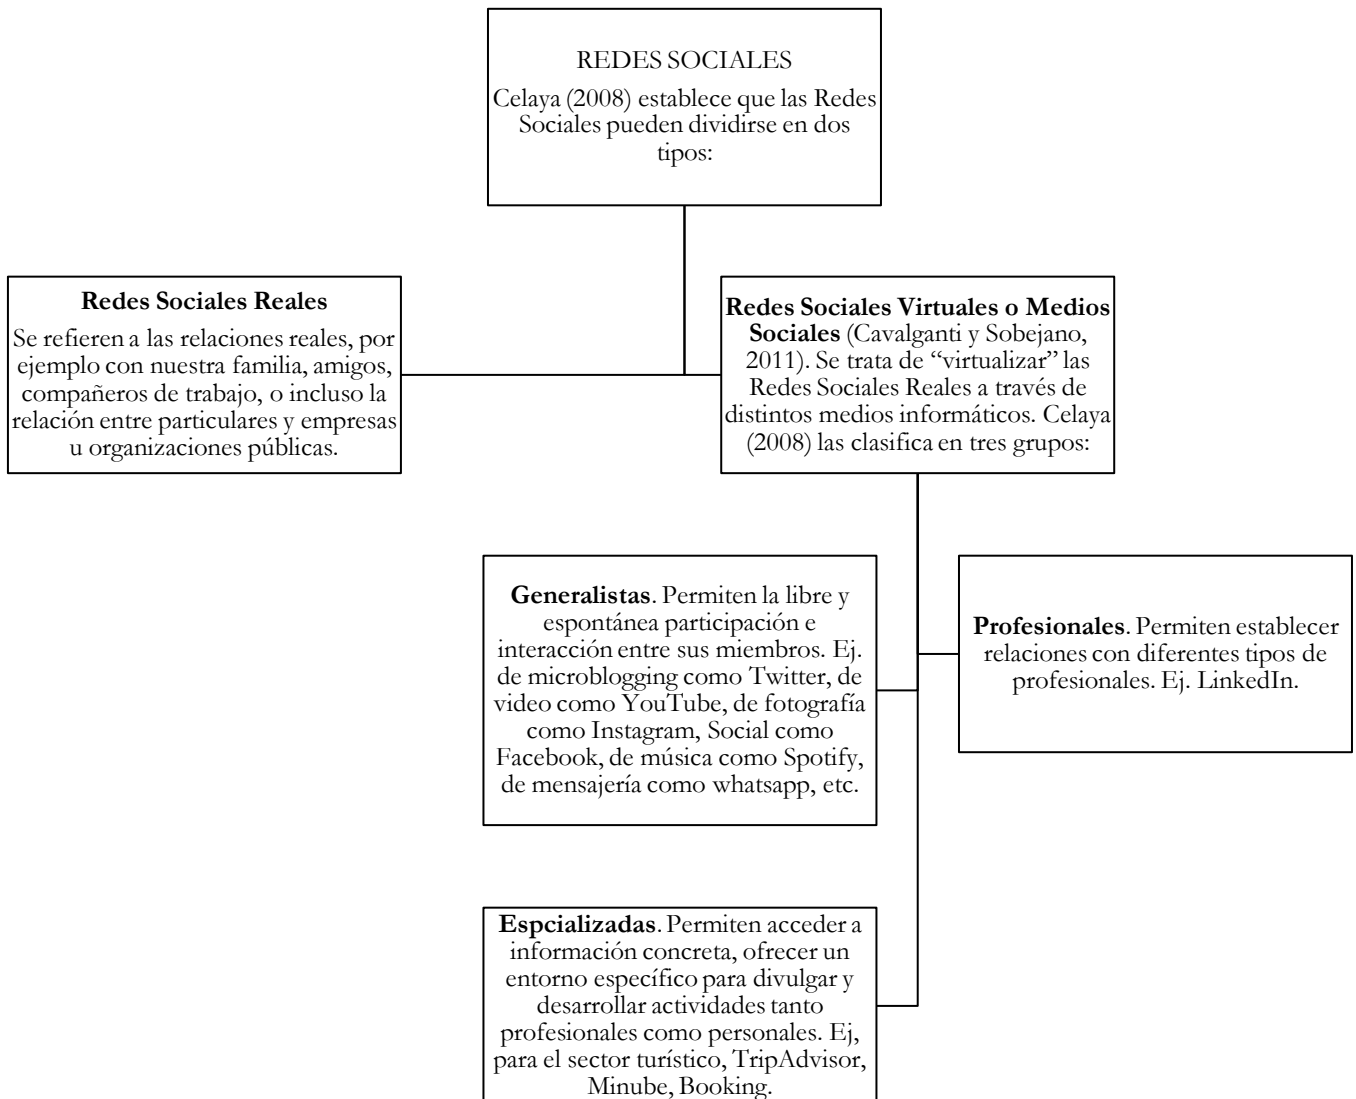 REDES SOCIALES
Celaya (2008) establece que las Redes
Sociales pueden dividirse en dos
tipos:
Redes Sociales Reales
Se refieren a las relaciones reales, por
ejemplo con nuestra familia, amigos,
compañeros de trabajo, o incluso la
relación entre particulares y empresas
u organizaciones públicas.
Redes Sociales Virtuales o Medios
Sociales (Cavalganti y Sobejano,
2011). Se trata de “virtualizar” las
Redes Sociales Reales a través de
distintos medios informáticos. Celaya
(2008) las clasifica en tres grupos:
Generalistas. Permiten la libre y
espontánea participación e
interacción entre sus miembros. Ej.
de microblogging como Twitter, de
video como YouTube, de fotografía
como Instagram, Social como
Facebook, de música como Spotify,
de mensajería como whatsapp, etc.
Profesionales. Permiten establecer
relaciones con diferentes tipos de
profesionales. Ej. LinkedIn.
Espcializadas. Permiten acceder a
información concreta, ofrecer un
entorno específico para divulgar y
desarrollar actividades tanto
profesionales como personales. Ej,
para el sector turístico, TripAdvisor,
Minube, Booking.